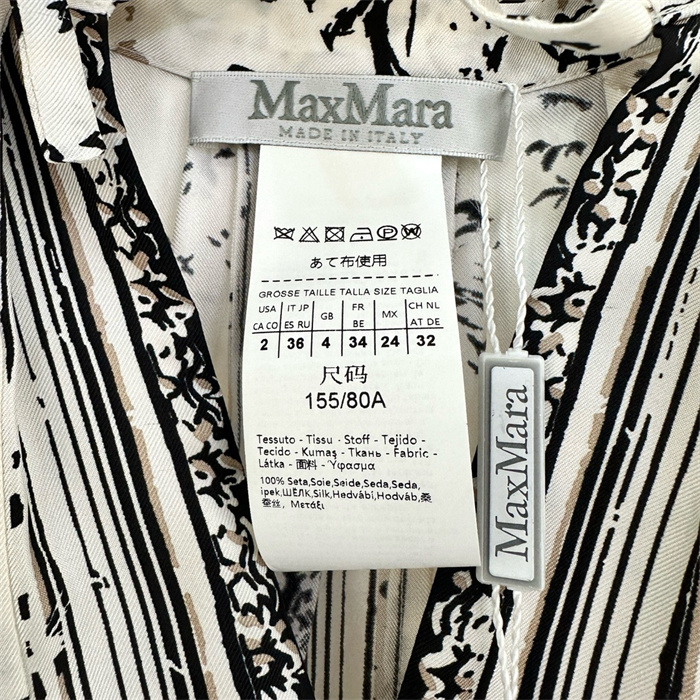 MaxMara
MADE IN ITALY
あて布使用
GROSSE TAILLE TALLA SIZE TAGLIA
USA IT JP GB FR MX CH NL
CA CO ES RU BE AT DE
2 36 4 34 24 32
尺码
155/80A
Tessuto - Tissu - Stoff - Tejido -
Tecido - Kumaş - Ткань - Fabric -
Látka - 面料 - Ύφασμα
100% Seta,Soie,Seide,Seda,Seda,
ipek,ШЁЛК,Silk,Hedvábí,Hodváb,桑
蚕丝, Μετάξι
MaxMara